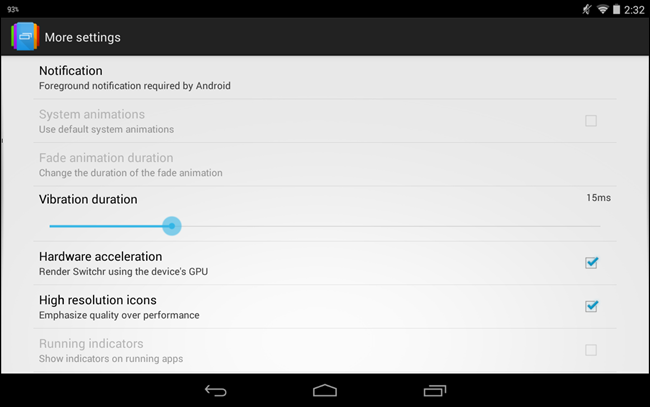 93%
2:32
More settings
Notification
Foreground notification required by Android
System animations
Use default system animations
Fade animation duration
Change the duration of the fade animation
Vibration duration
15ms
Hardware acceleration
Render Switchr using the device's GPU
High resolution icons
Emphasize quality over performance
Running indicators
Show indicators on running apps